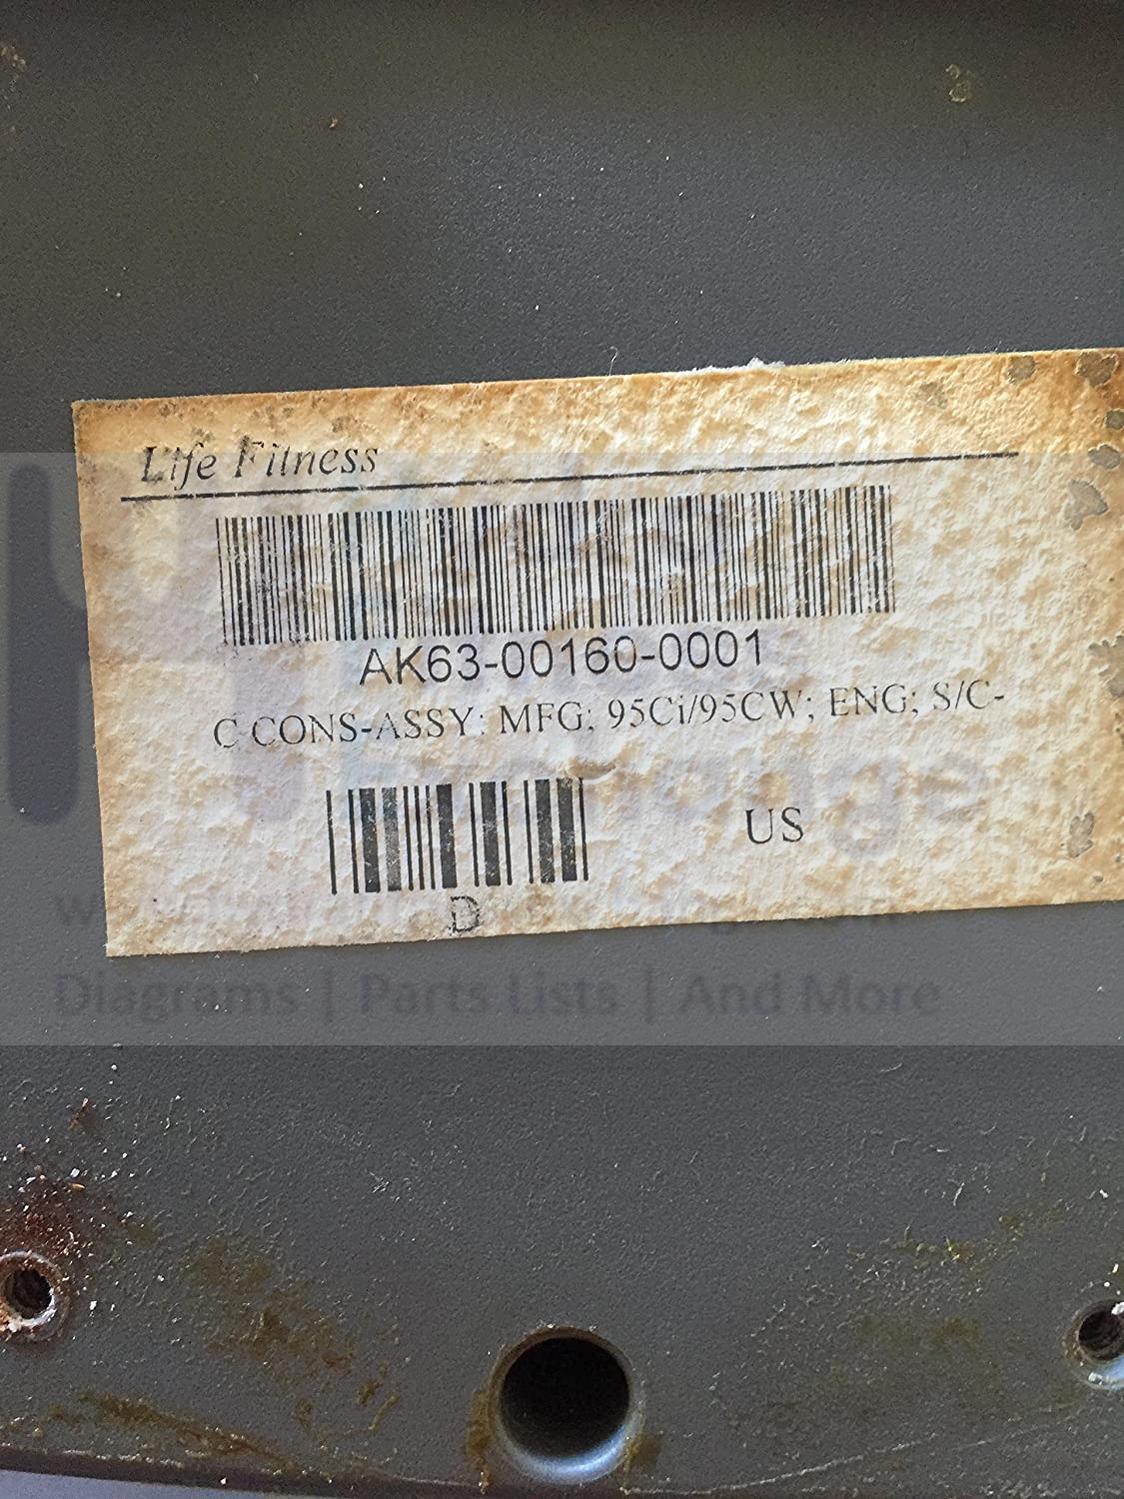 Life Fitness
AK63-00160-0001
C CONS-ASSY: MFG; 95Ci/95CW; ENG; S/C-
US
D
Diagrams | Parts Lists | And More